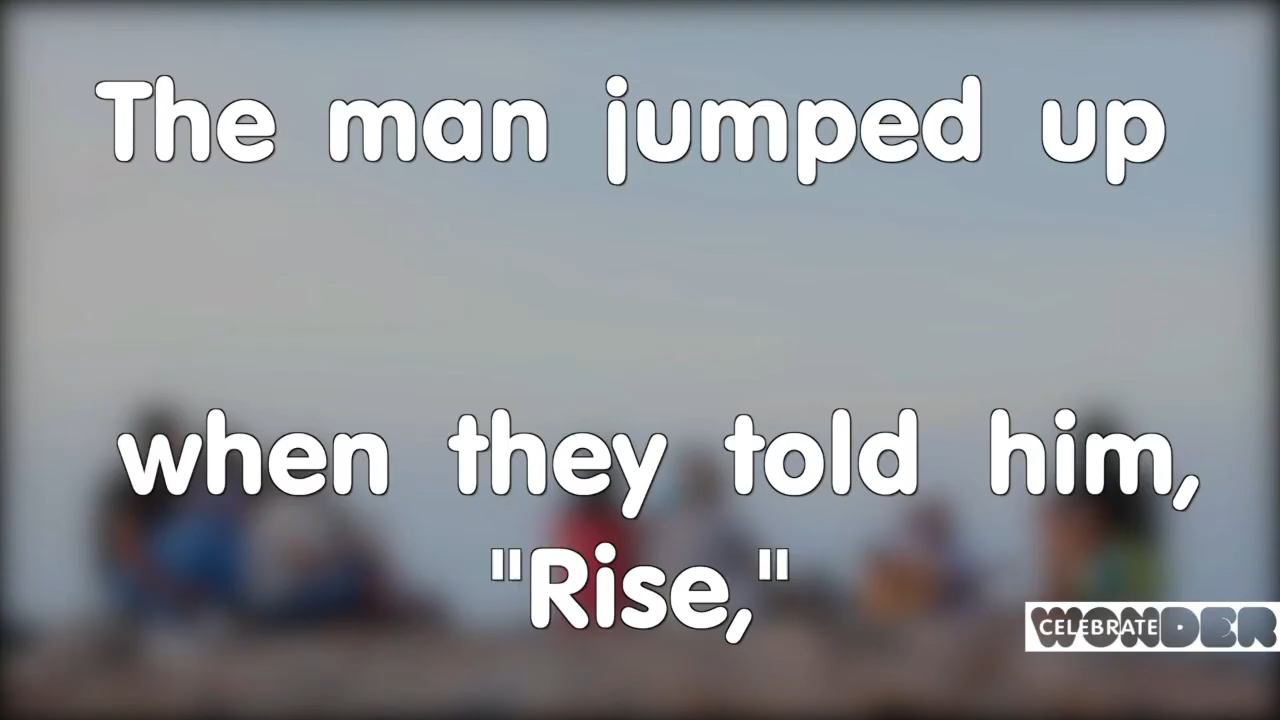 The man jumped up
when they told him,
"Rise,"
CELEBRATE WONDER